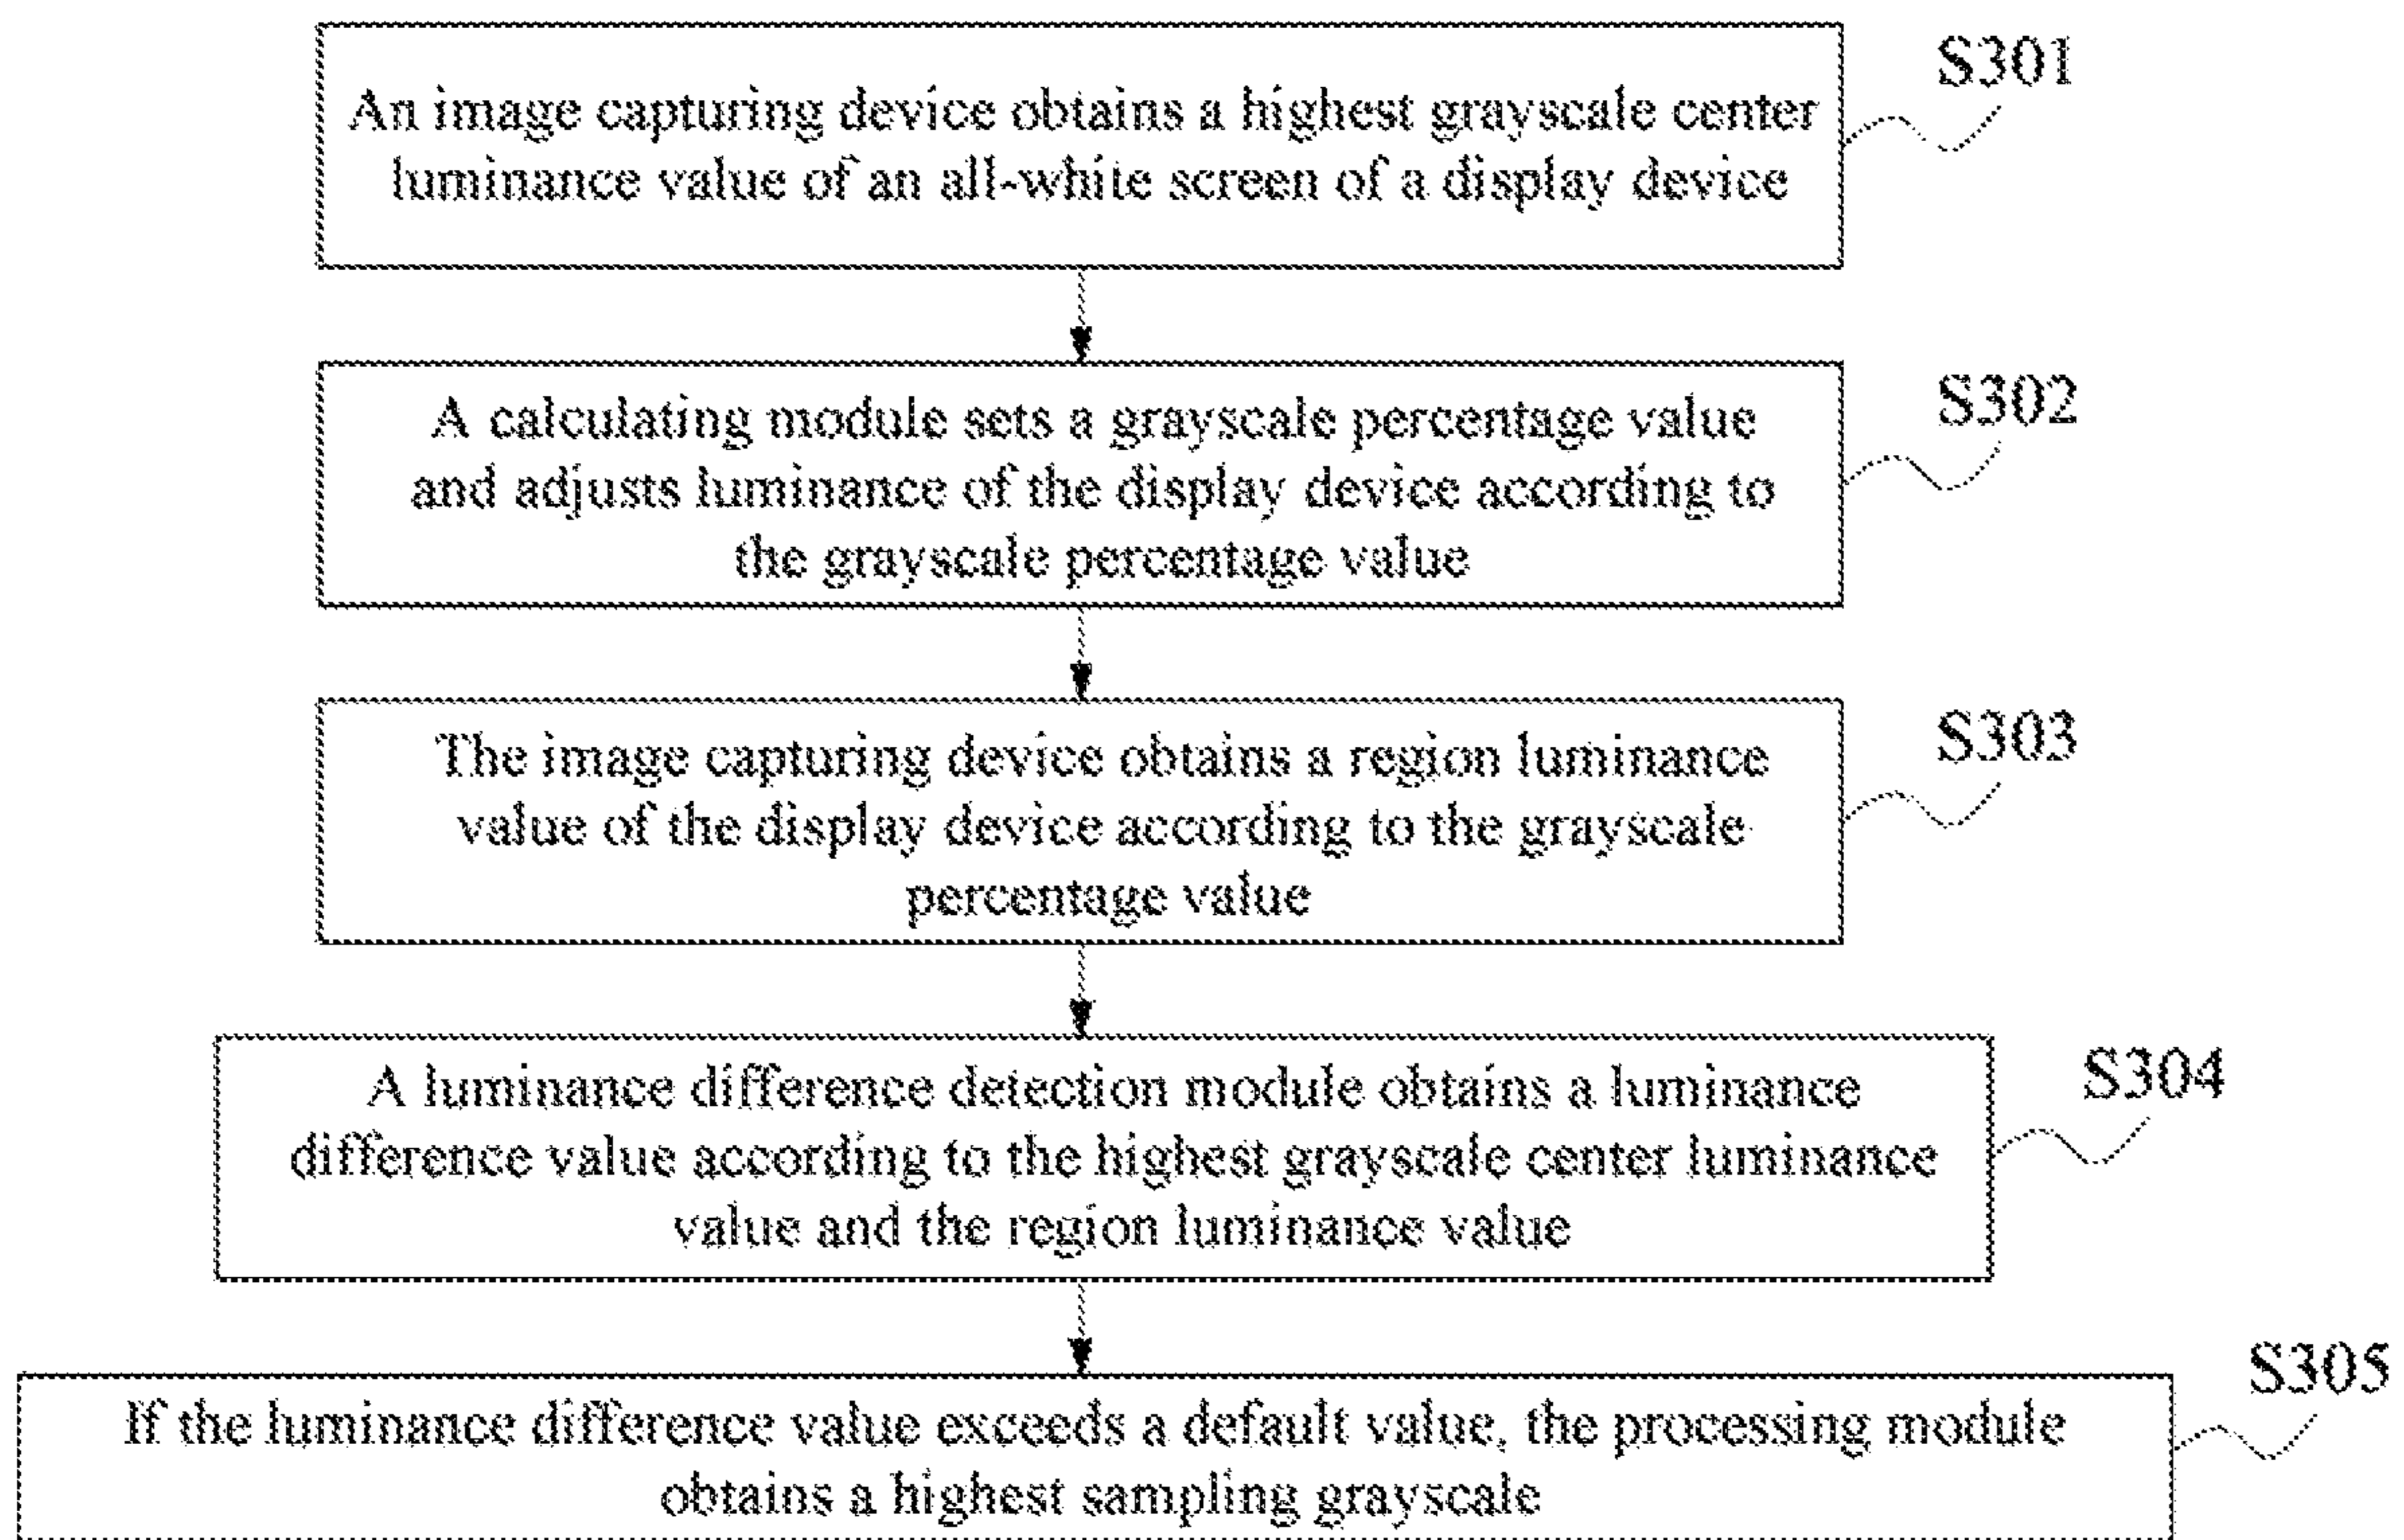 An image capturing device obtains a highest grayscale center
luminance value of an all-white screen of a display device
S301
A calculating module sets a grayscale percentage value
and adjusts luminance of the display device according to
the grayscale percentage value
S302
The image capturing device obtains a region luminance
value of the display device according to the grayscale
percentage value
S303
A luminance difference detection module obtains a luminance
difference value according to the highest grayscale center luminance
value and the region luminance value
S304
If the luminance difference value exceeds a default value, the processing module
obtains a highest sampling grayscale
S305